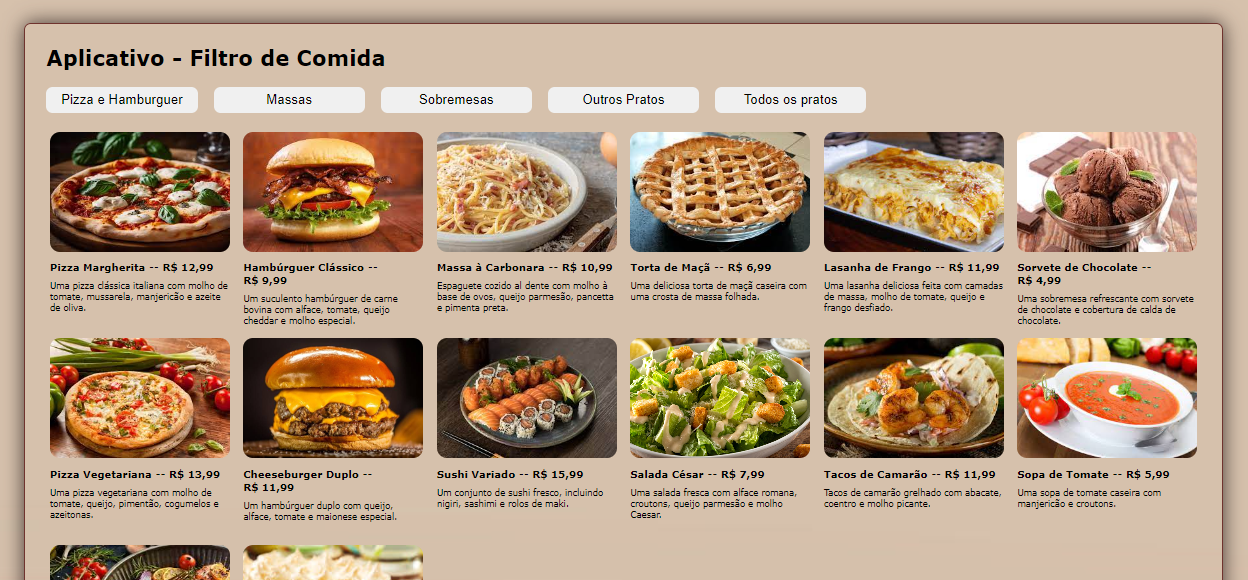 Aplicativo - Filtro de Comida
Pizza e Hamburguer
Massas
Sobremesas
Outros Pratos
Todos os pratos
Pizza Margherita -- R$ 12,99
Uma pizza clássica italiana com molho de
tomate, mussarela, manjericão e azeite
de oliva.
Hambúrguer Clássico --
R$ 9,99
Um suculento hambúrguer de carne
bovina com alface, tomate, queijo
cheddar e molho especial.
Massa à Carbonara -- R$ 10,99
Espaguete cozido al dente com molho à
base de ovos, queijo parmesão, pancetta
e pimenta preta.
Torta de Maçã -- R$ 6,99
Uma deliciosa torta de maçã caseira com
uma crosta de massa folhada.
Lasanha de Frango -- R$ 11,99
Uma lasanha deliciosa feita com camadas
de massa, molho de tomate, queijo e
frango desfiado.
Sorvete de Chocolate --
R$ 4,99
Uma sobremesa refrescante com sorvete
de chocolate e cobertura de calda de
chocolate.
Pizza Vegetariana -- R$ 13,99
Uma pizza vegetariana com molho de
tomate, queijo, pimentão, cogumelos e
azeitonas.
Cheeseburger Duplo --
R$ 11,99
Um hambúrguer duplo com queijo,
alface, tomate e maionese especial.
Sushi Variado -- R$ 15,99
Um conjunto de sushi fresco, incluindo
nigiri, sashimi e rolos de maki.
Salada César -- R$ 7,99
Uma salada fresca com alface romana,
croutons, queijo parmesão e molho
Caesar.
Tacos de Camarão -- R$ 11,99
Tacos de camarão grelhado com abacate,
coentro e molho picante.
Sopa de Tomate -- R$ 5,99
Uma sopa de tomate caseira com
manjericão e croutons.